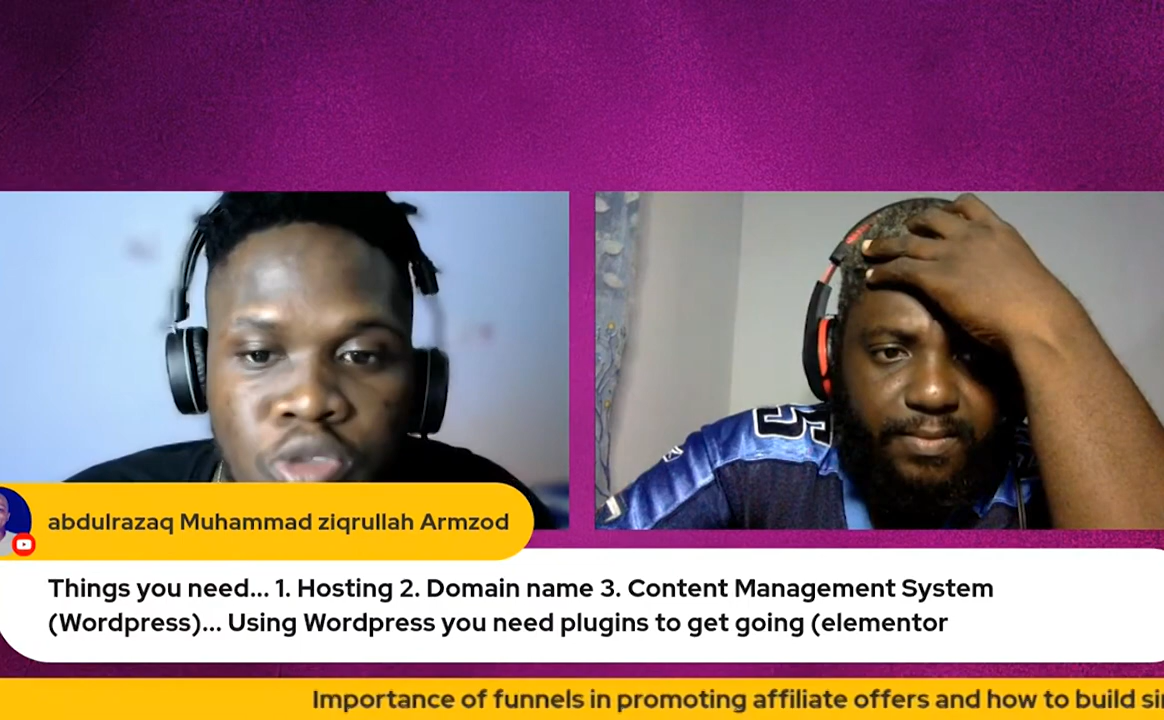 5
abdulrazaq Muhammad ziqrullah Armzod
Things you need... 1. Hosting 2. Domain name 3. Content Management System
(Wordpress)... Using Wordpress you need plugins to get going (elementor
Importance of funnels in promoting affiliate offers and how to build